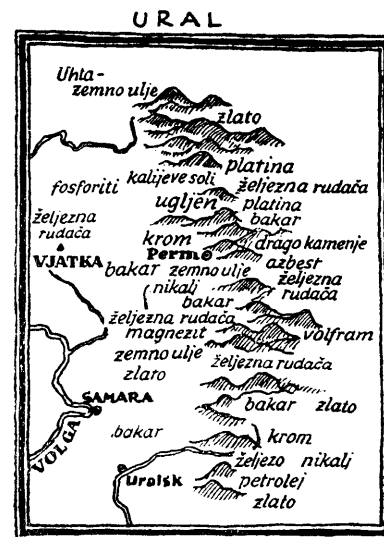 URAL
Uhta-
zemno ulje
zlato
platina
kalijeve soli
željezna rudača
fosforiti
ugljen
platina
bakar
željezna
rudača
krom
drago kamenje
Perm
VJATKA
azbest
bakar
zemno ulje
željezna
rudača
nikalj
bakar
željezna rudača
magnezit
volfram
zemno ulje
željezna rudača
zlato
SAMARA
bakar
zlato
bakar
krom
VOLGA
željezo
nikalj
Uralsk
petrolej
zlato